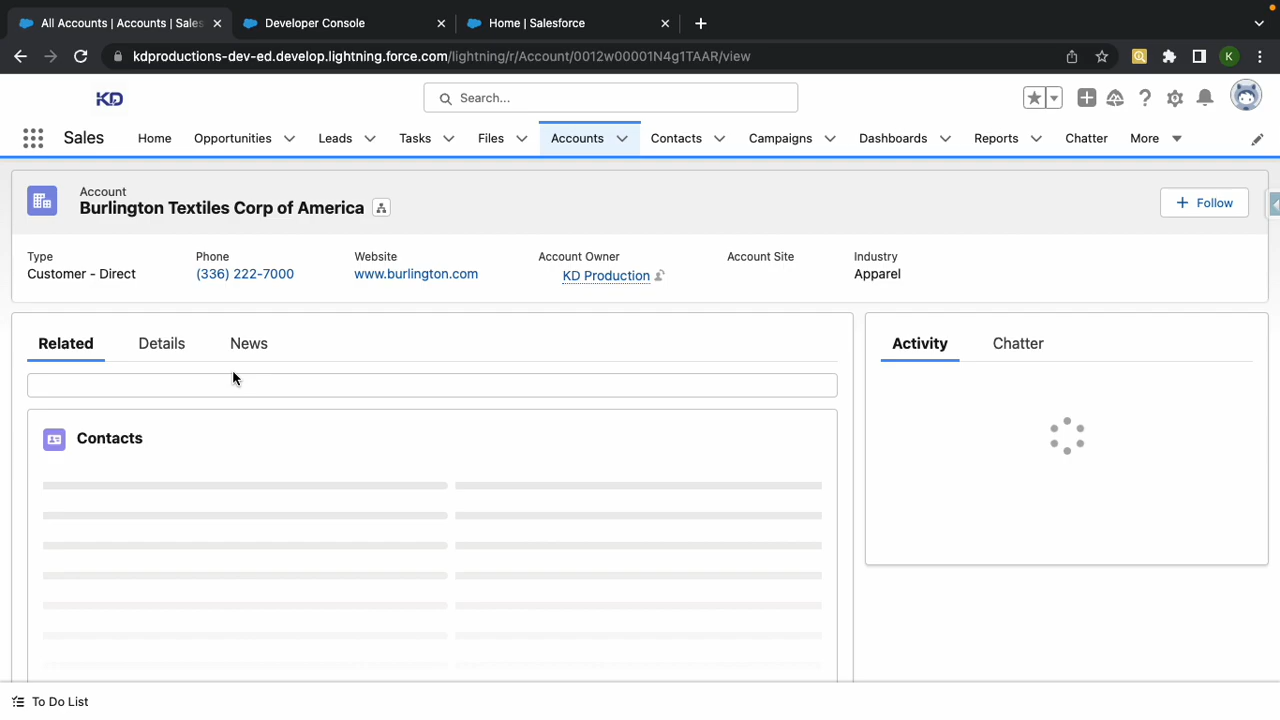 All Accounts | Accounts | Sales
Developer Console
Home | Salesforce
kdproductions-dev-ed.develop.lightning.force.com/lightning/r/Account/0012w00001N4g1TAAR/view
K
KD
Search...
Sales
Home
Opportunities
Leads
Tasks
Files
Accounts
Contacts
Campaigns
Dashboards
Reports
Chatter
More
Account
Burlington Textiles Corp of America
Follow
Type
Customer - Direct
Phone
(336) 222-7000
Website
www.burlington.com
Account Owner
KD Production
Account Site
Industry
Apparel
Related
Details
News
Activity
Chatter
Contacts
To Do List